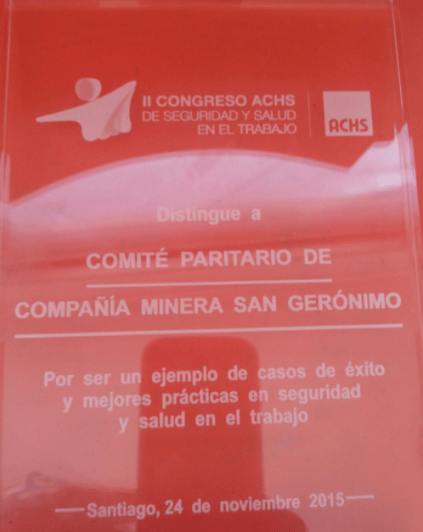 II CONGRESO ACHS
DE SEGURIDAD Y SALUD
EN EL TRABAJO
ACHS
Distingue a
COMITÉ PARITARIO DE
COMPAÑÍA MINERA SAN GERÓNIMO
Por ser un ejemplo de casos de éxito
y mejores prácticas en seguridad
y salud en el trabajo
Santiago, 24 de noviembre 2015